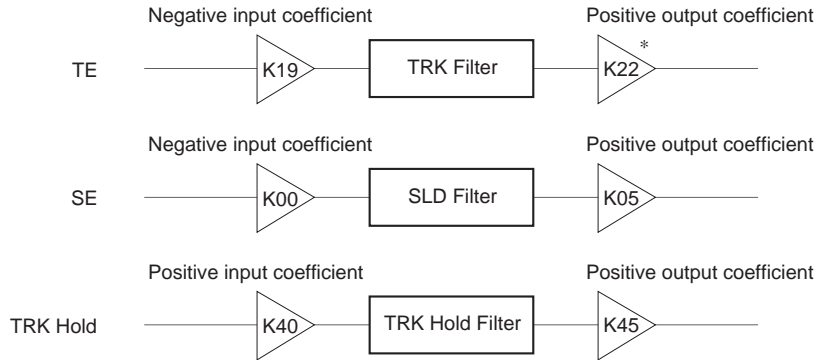 Negative input coefficient Positive output coefficient
TE K19 TRK Filter K22 *
Negative input coefficient Positive output coefficient
SE K00 SLD Filter K05
Positive input coefficient Positive output coefficient
TRK Hold K40 TRK Hold Filter K45